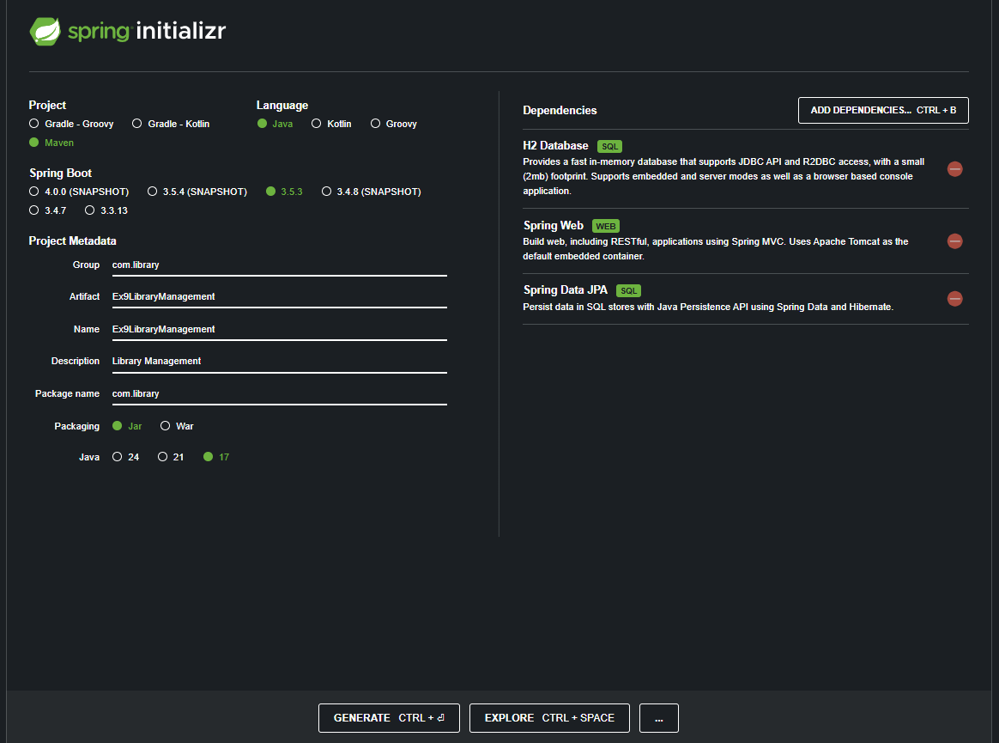 spring initializr
Project
Gradle - Groovy Gradle - Kotlin
Maven
Language
Java Kotlin Groovy
Spring Boot
4.0.0 (SNAPSHOT) 3.5.4 (SNAPSHOT) 3.5.3 3.4.8 (SNAPSHOT)
3.4.7 3.3.13
Project Metadata
Group com.library
Artifact Ex9LibraryManagement
Name Ex9LibraryManagement
Description Library Management
Package name com.library
Packaging Jar War
Java 24 21 17
Dependencies ADD DEPENDENCIES... CTRL + B
H2 Database SQL
Provides a fast in-memory database that supports JDBC API and R2DBC access, with a small
(2mb) footprint. Supports embedded and server modes as well as a browser based console
application.
Spring Web WEB
Build web, including RESTful, applications using Spring MVC. Uses Apache Tomcat as the
default embedded container.
Spring Data JPA SQL
Persist data in SQL stores with Java Persistence API using Spring Data and Hibernate.
GENERATE CTRL + ⏎ EXPLORE CTRL + SPACE ...